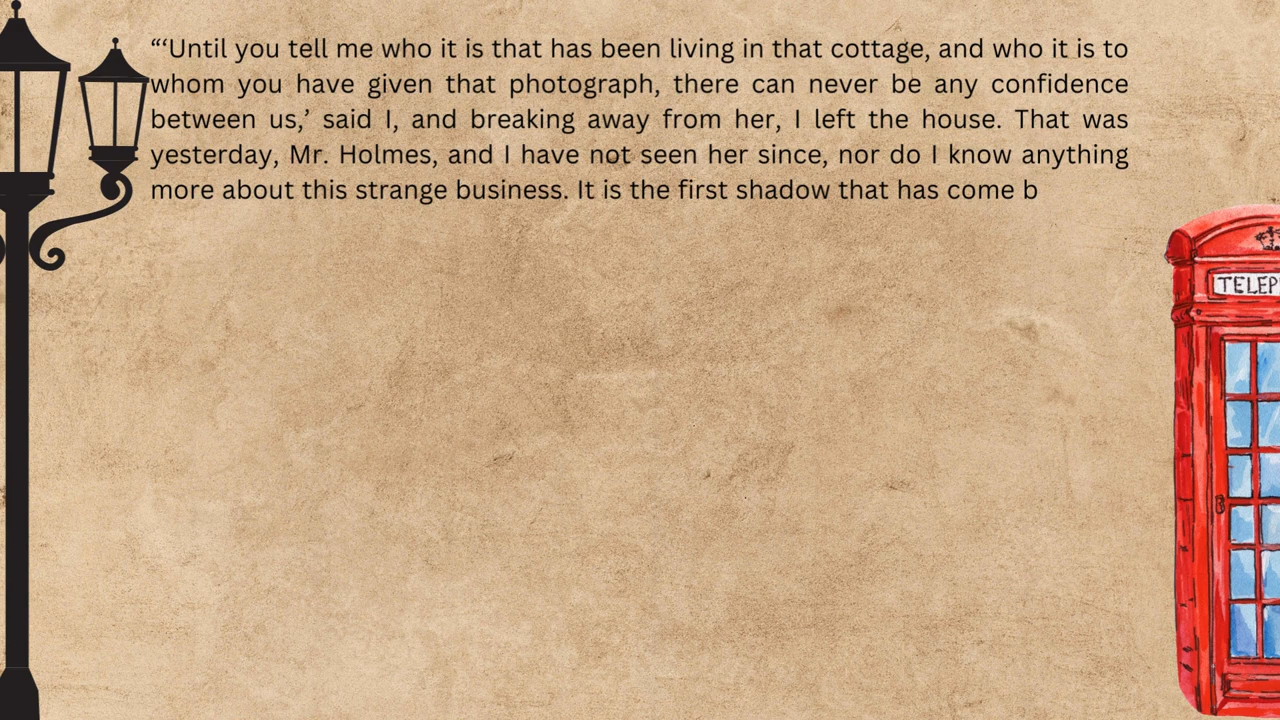 “‘Until you tell me who it is that has been living in that cottage, and who it is to
whom you have given that photograph, there can never be any confidence
between us,’ said I, and breaking away from her, I left the house. That was
yesterday, Mr. Holmes, and I have not seen her since, nor do I know anything
more about this strange business. It is the first shadow that has come b
TELEP